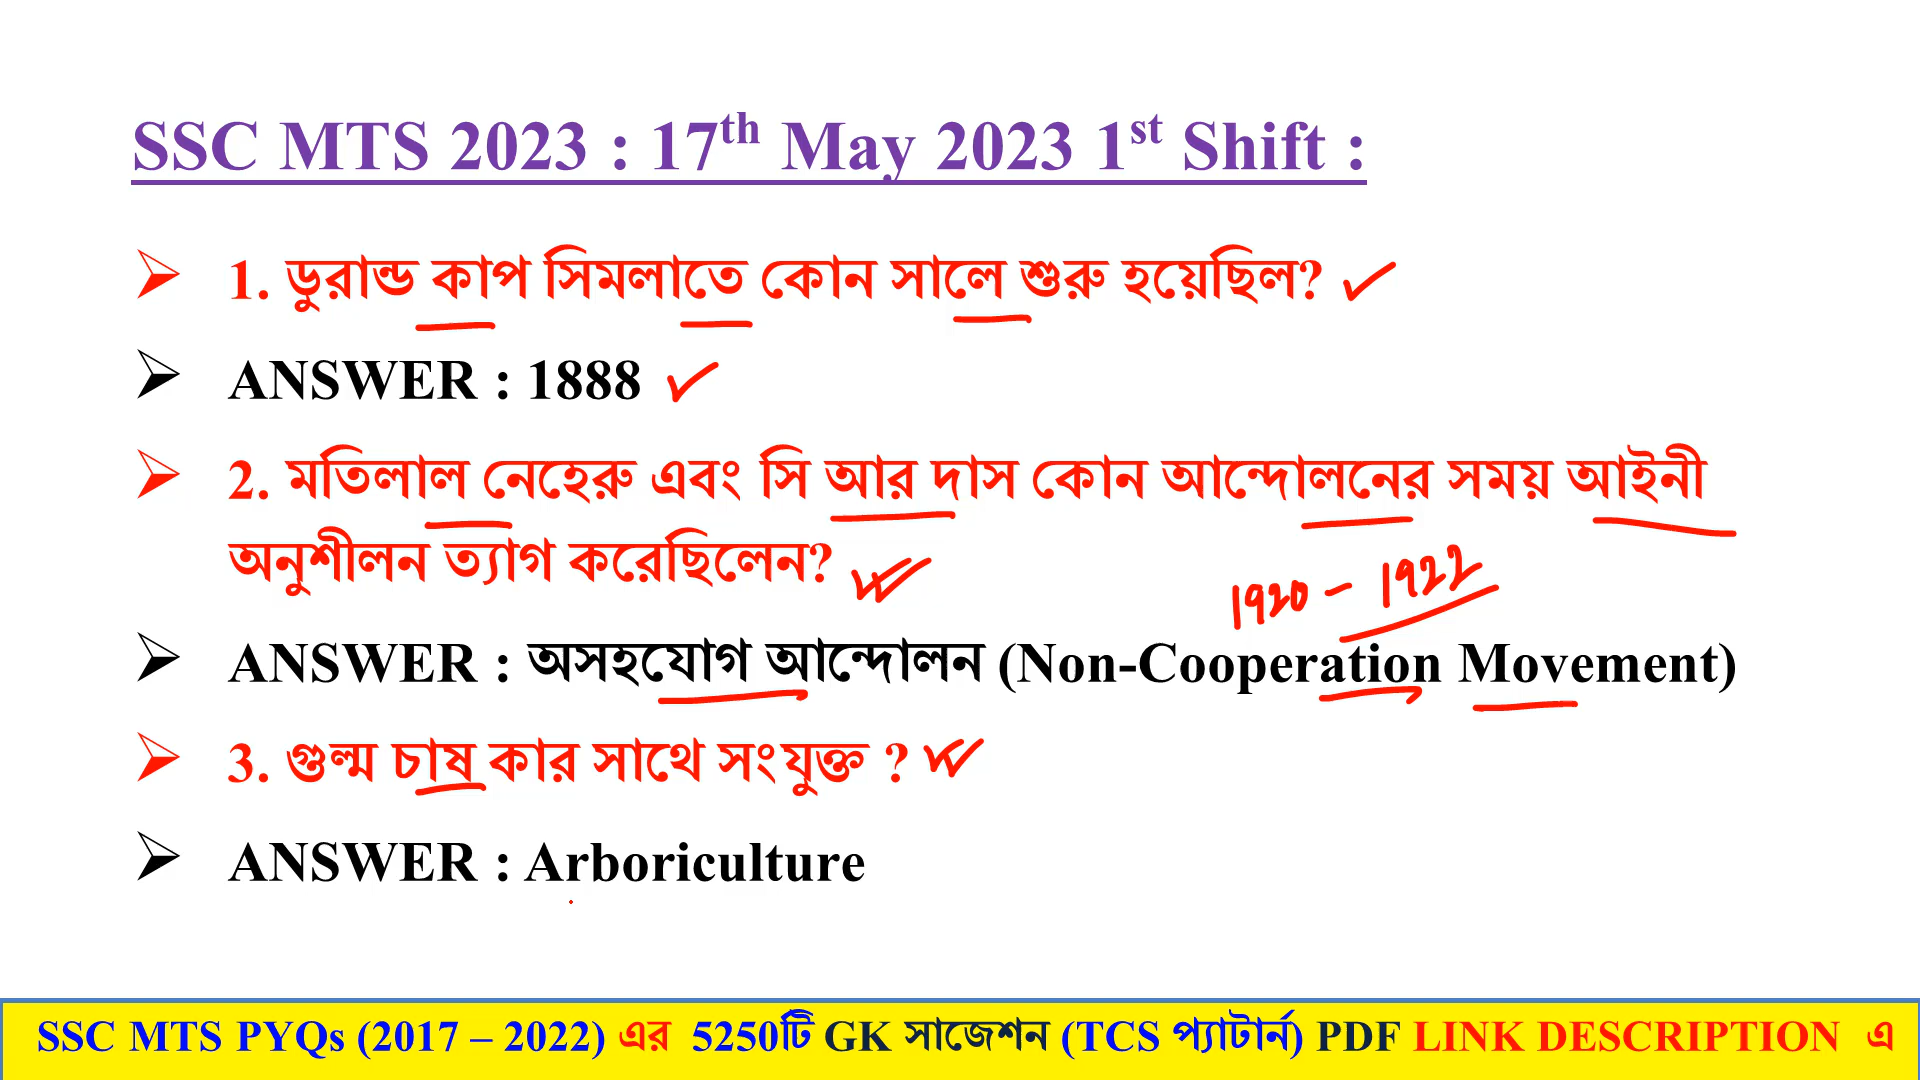 SSC MTS 2023 : 17th May 2023 1st Shift :
➢ 1. ডুরান্ড কাপ সিমলাতে কোন সালে শুরু হয়েছিল?
➢ ANSWER : 1888
➢ 2. মতিলাল নেহেরু এবং সি আর দাস কোন আন্দোলনের সময় আইনী
অনুশীলন ত্যাগ করেছিলেন?
1920 - 1922
➢ ANSWER : অসহযোগ আন্দোলন (Non-Cooperation Movement)
➢ 3. গুল্ম চাষ কার সাথে সংযুক্ত ?
➢ ANSWER : Arboriculture
SSC MTS PYQs (2017 – 2022) এর 5250টি GK সাজেশন (TCS প্যাটার্ন) PDF LINK DESCRIPTION এ